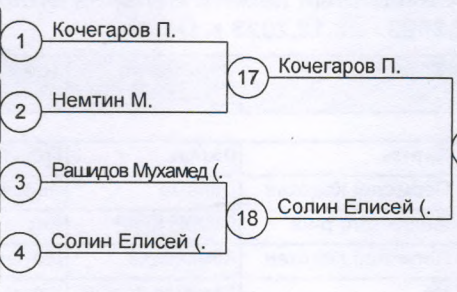 1 Кочегаров П.
2 Немтин М.
17 Кочегаров П.
3 Рашидов Мухамед (.
4 Солин Елисей (.
18 Солин Елисей (.